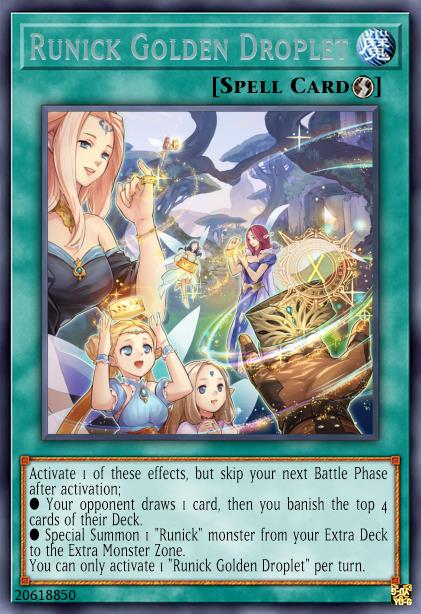 Runick Golden Droplet
魔
[Spell Card]
Activate 1 of these effects, but skip your next Battle Phase
after activation;
● Your opponent draws 1 card, then you banish the top 4
cards of their Deck.
● Special Summon 1 "Runick" monster from your Extra Deck
to the Extra Monster Zone.
You can only activate 1 "Runick Golden Droplet" per turn.
20618850